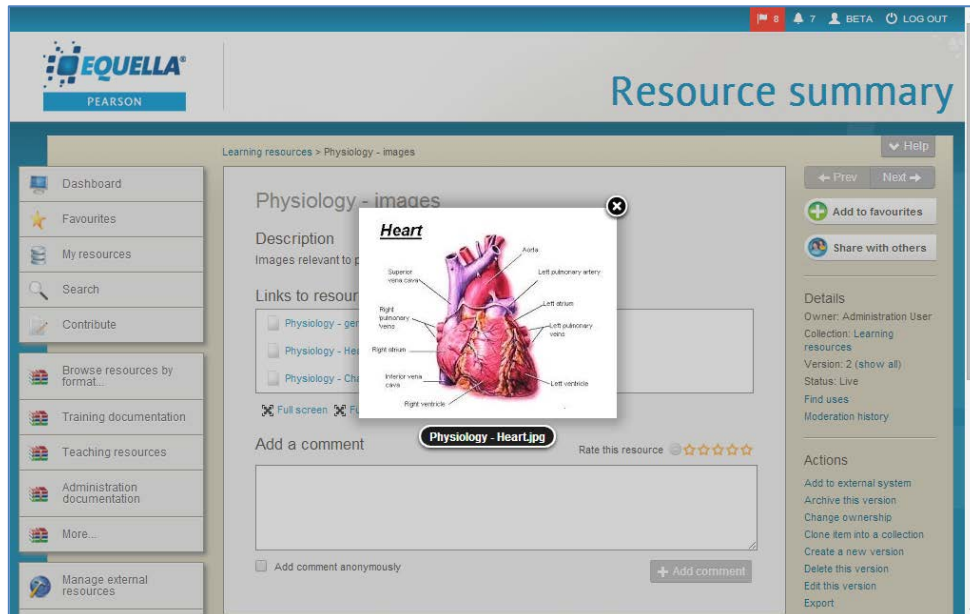 8 7 BETA LOG OUT
EQUELLA®
PEARSON
Resource summary
Learning resources > Physiology - images
Help
Dashboard
Favourites
My resources
Search
Contribute
Browse resources by
format...
Training documentation
Teaching resources
Administration
documentation
More...
Manage external
resources
Physiology - images
Description
Images relevant to
Links to resour
Physiology - ger
Physiology - Hea
Physiology - Cha
Full screen
Heart
Aorta
Superior
vena cava
Left pulmonary artery
Left atrium
Right
pulmonary
veins
Left pulmonary
veins
Right atrium
Interior vena
cava
Left ventricle
Right ventricle
Physiology - Heart.jpg
Add a comment
Rate this resource
Add comment anonymously
Add comment
Prev Next
Add to favourites
Share with others
Details
Owner: Administration User
Collection: Learning
resources
Version: 2 (show all)
Status: Live
Find uses
Moderation history
Actions
Add to external system
Archive this version
Change ownership
Clone item into a collection
Create a new version
Delete this version
Edit this version
Export